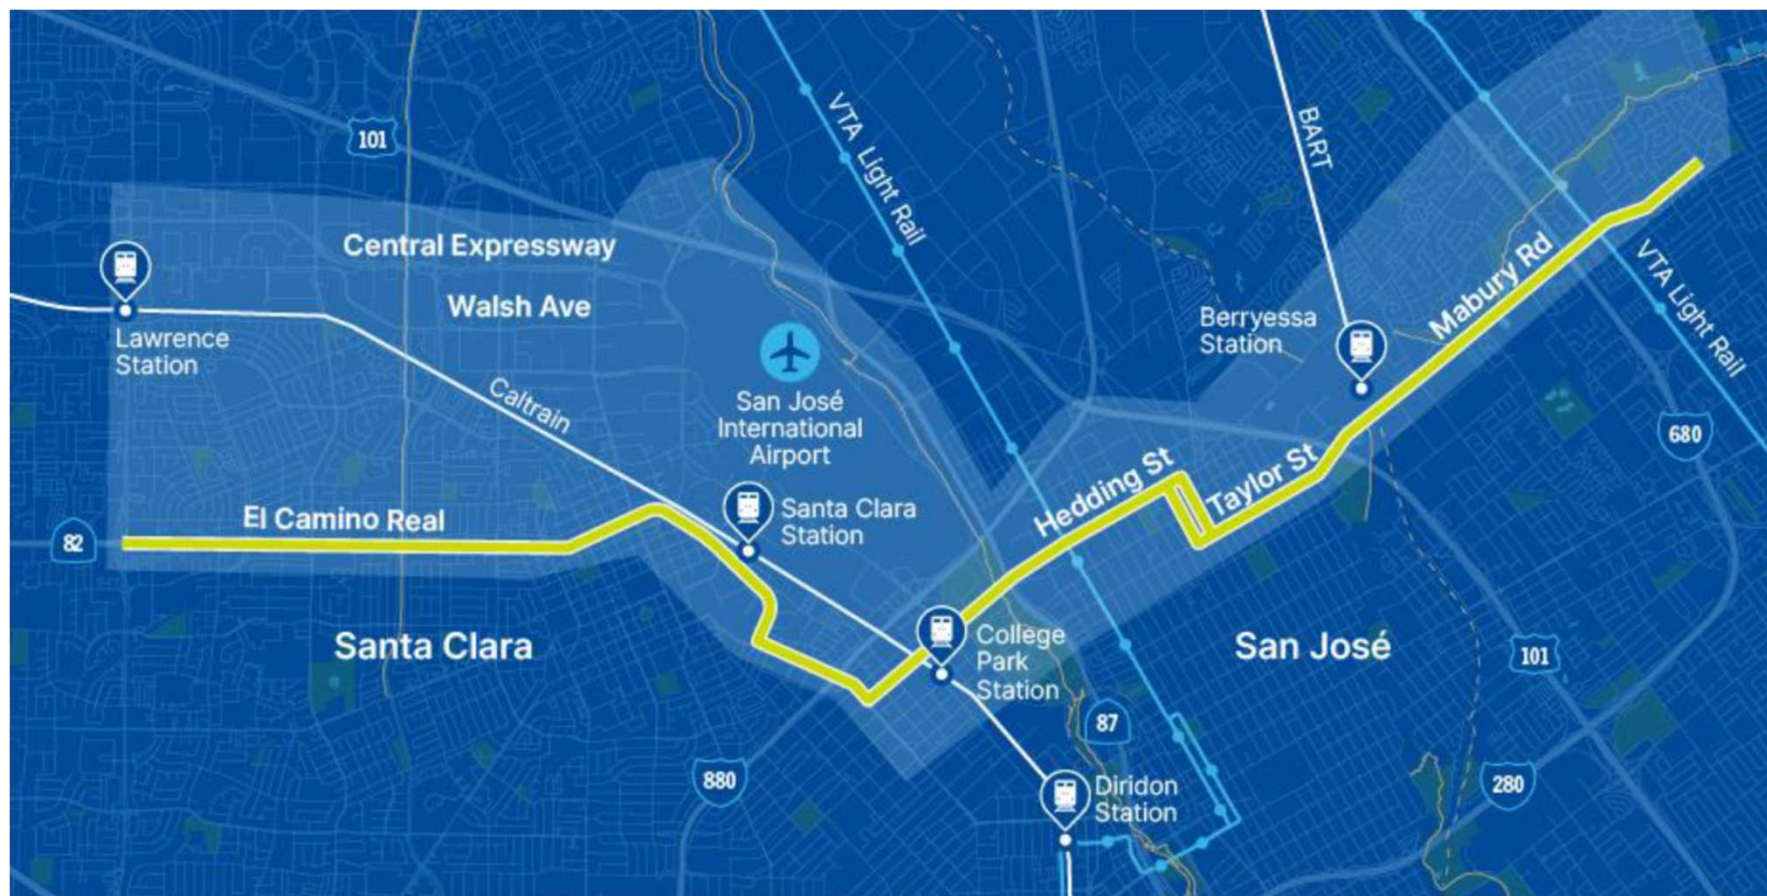 101
VTA Light Rail
BART
Central Expressway
Walsh Ave
Lawrence
Station
Caltrain
San José
International
Airport
Berryessa
Station
Mabury Rd
VTA Light Rail
680
El Camino Real
82
Santa Clara
Station
Hedding St
Taylor St
Santa Clara
College
Park
Station
San José
101
87
880
Diridon
Station
280